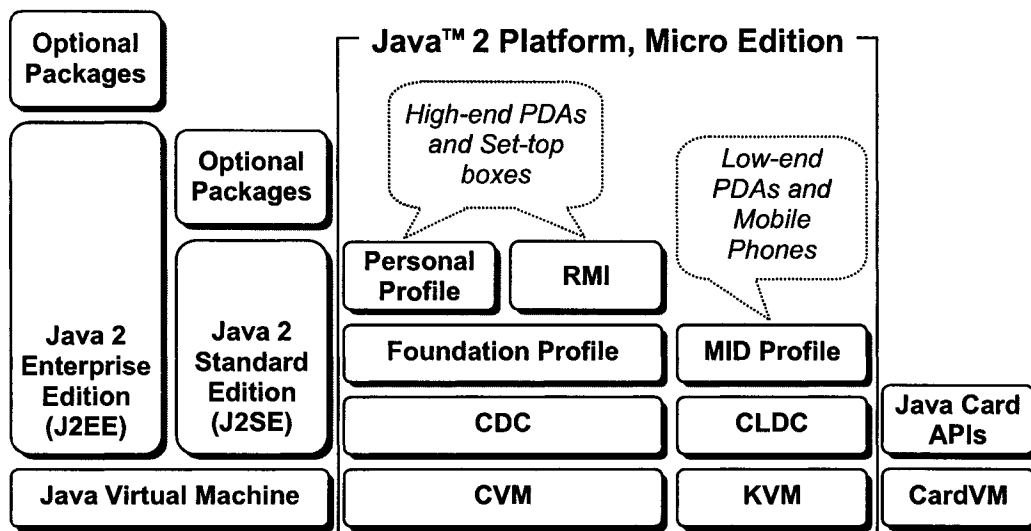 Optional
Packages
Java™ 2 Platform, Micro Edition
High-end PDAs
and Set-top
boxes
Optional
Packages
Low-end
PDAs and
Mobile
Phones
Personal
Profile
RMI
Java 2
Enterprise
Edition
(J2EE)
Java 2
Standard
Edition
(J2SE)
Foundation Profile
MID Profile
CDC
CLDC
Java Card
APIs
Java Virtual Machine
CVM
KVM
CardVM